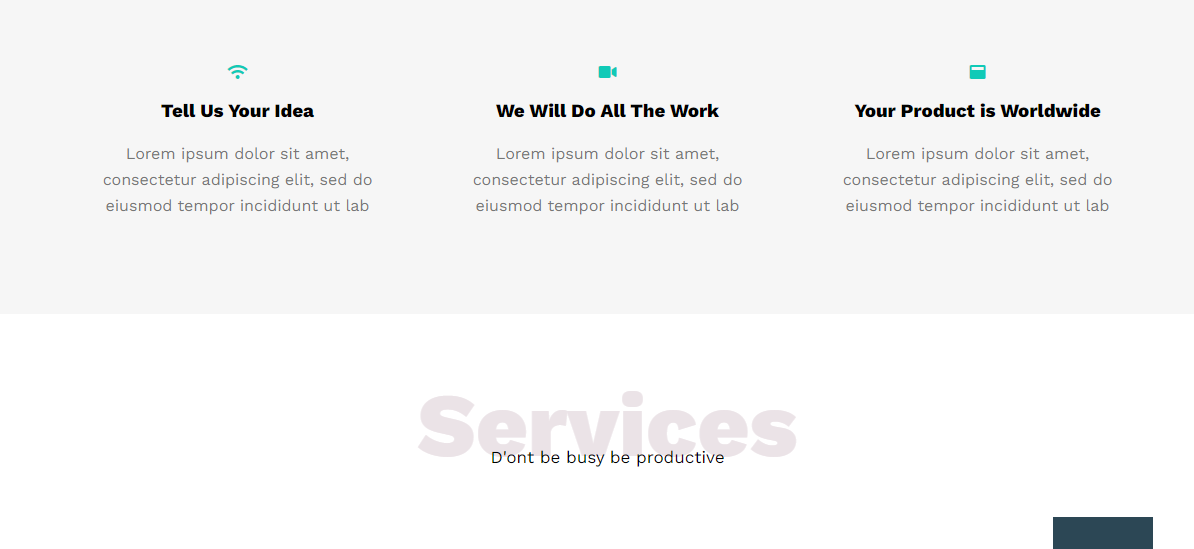 Tell Us Your Idea
Lorem ipsum dolor sit amet,
consectetur adipiscing elit, sed do
eiusmod tempor incididunt ut lab
We Will Do All The Work
Lorem ipsum dolor sit amet,
consectetur adipiscing elit, sed do
eiusmod tempor incididunt ut lab
Your Product is Worldwide
Lorem ipsum dolor sit amet,
consectetur adipiscing elit, sed do
eiusmod tempor incididunt ut lab
Services
D'ont be busy be productive